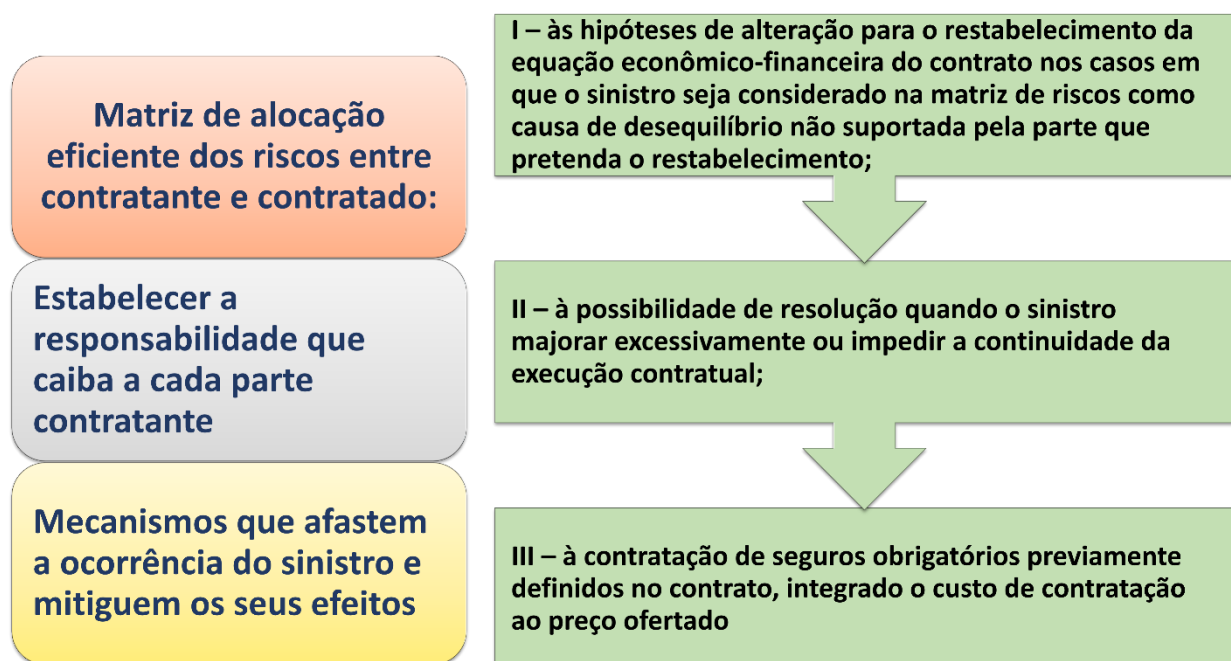 Matriz de alocação
eficiente dos riscos entre
contratante e contratado:
Estabelecer a
responsabilidade que
caiba a cada parte
contratante
Mecanismos que afastem
a ocorrência do sinistro e
mitiguem os seus efeitos
I – às hipóteses de alteração para o restabelecimento da
equação econômico-financeira do contrato nos casos em
que o sinistro seja considerado na matriz de riscos como
causa de desequilíbrio não suportada pela parte que
pretenda o restabelecimento;
II – à possibilidade de resolução quando o sinistro
majorar excessivamente ou impedir a continuidade da
execução contratual;
III – à contratação de seguros obrigatórios previamente
definidos no contrato, integrado o custo de contratação
ao preço ofertado